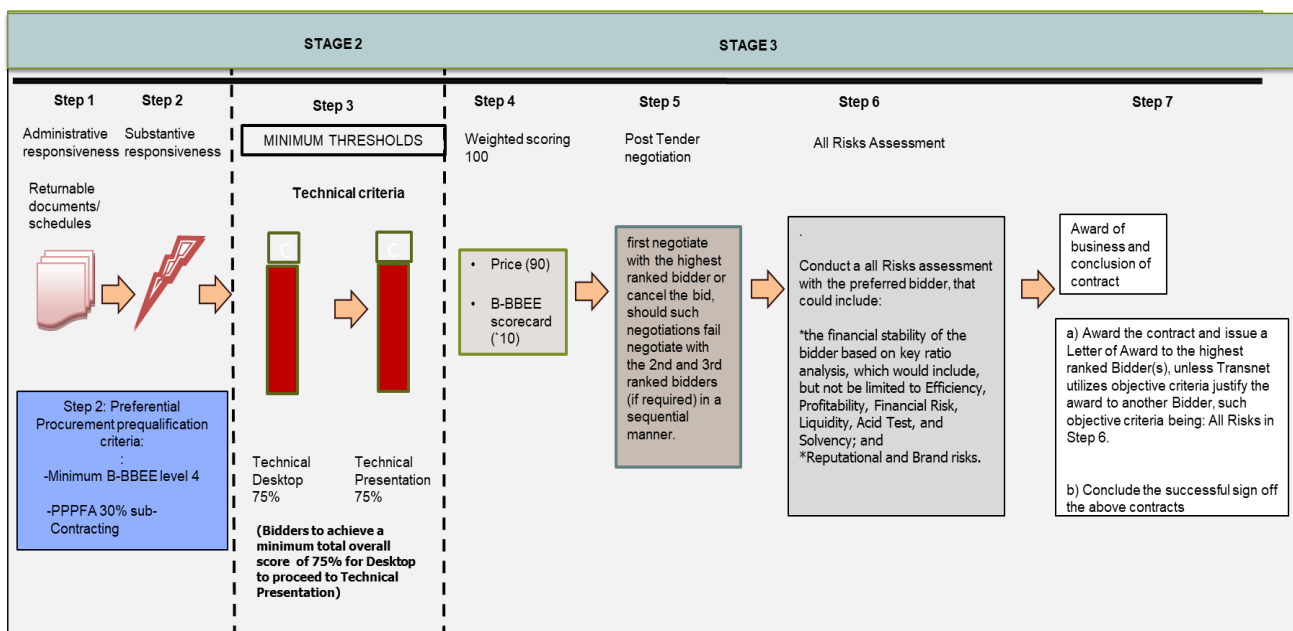 STAGE 2
STAGE 3
Step 1
Step 2
Step 3
Step 4
Step 5
Step 6
Step 7
Administrative
responsiveness
Substantive
responsiveness
MINIMUM THRESHOLDS
Weighted scoring
100
Post Tender
negotiation
All Risks Assessment
Returnable
documents/
schedules
Technical criteria
C
C
• Price (90)
• B-BBEE
scorecard
(`10)
first negotiate
with the highest
ranked bidder or
cancel the bid,
should such
negotiations fail
negotiate with
the 2nd and 3rd
ranked bidders
(if required) in a
sequential
manner.
.
Conduct a all Risks assessment
with the preferred bidder, that
could include:
*the financial stability of the
bidder based on key ratio
analysis, which would include,
but not be limited to Efficiency,
Profitability, Financial Risk,
Liquidity, Acid Test, and
Solvency; and
*Reputational and Brand risks.
Award of
business and
conclusion of
contract
a) Award the contract and issue a
Letter of Award to the highest
ranked Bidder(s), unless Transnet
utilizes objective criteria justify the
award to another Bidder, such
objective criteria being: All Risks in
Step 6.
b) Conclude the successful sign off
the above contracts
Step 2: Preferential
Procurement prequalification
criteria:
:
-Minimum B-BBEE level 4
-PPPFA 30% sub-
Contracting
Technical
Desktop
75%
Technical
Presentation
75%
(Bidders to achieve a
minimum total overall
score of 75% for Desktop
to proceed to Technical
Presentation)